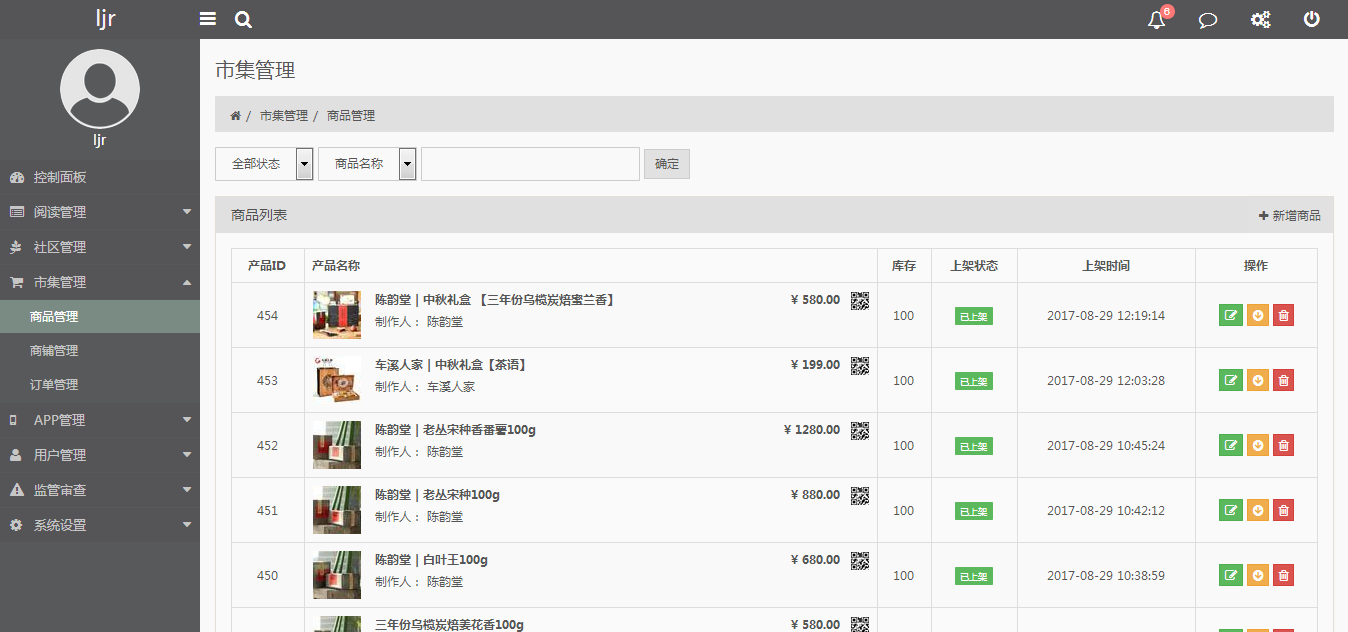 ljr
6
ljr
控制面板
阅读管理
社区管理
市集管理
商品管理
商铺管理
订单管理
APP管理
用户管理
监管审查
系统设置
市集管理
/ 市集管理 / 商品管理
全部状态 商品名称 确定
商品列表 新增商品
产品ID 产品名称 库存 上架状态 上架时间 操作
陈韵堂 | 中秋礼盒 【三年份乌榄炭焙蜜兰香】 ¥ 580.00
454 制作人： 陈韵堂 100 已上架 2017-08-29 12:19:14
车溪人家 | 中秋礼盒【茶语】 ¥ 199.00
453 制作人： 车溪人家 100 已上架 2017-08-29 12:03:28
陈韵堂 | 老丛宋种香番薯100g ¥ 1280.00
452 制作人： 陈韵堂 100 已上架 2017-08-29 10:45:24
陈韵堂 | 老丛宋种100g ¥ 880.00
451 制作人： 陈韵堂 100 已上架 2017-08-29 10:42:12
陈韵堂 | 白叶王100g ¥ 680.00
450 制作人： 陈韵堂 100 已上架 2017-08-29 10:38:59
三年份乌榄炭焙姜花香100g ¥ 580.00